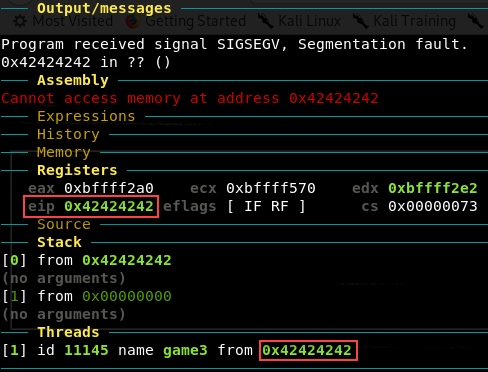 Output/messages
Most Visited Getting Started Kali Linux Kali Training
Program received signal SIGSEGV, Segmentation fault.
0x42424242 in ?? ()
Assembly
Cannot access memory at address 0x42424242
Expressions
History
Memory
Registers
eax 0xbffff2a0 ecx 0xbffff570 edx 0xbffff2e2
eip 0x42424242 eflags [ IF RF ] cs 0x00000073
Source
Stack
[0] from 0x42424242
(no arguments)
[1] from 0x00000000
(no arguments)
Threads
[1] id 11145 name game3 from 0x42424242